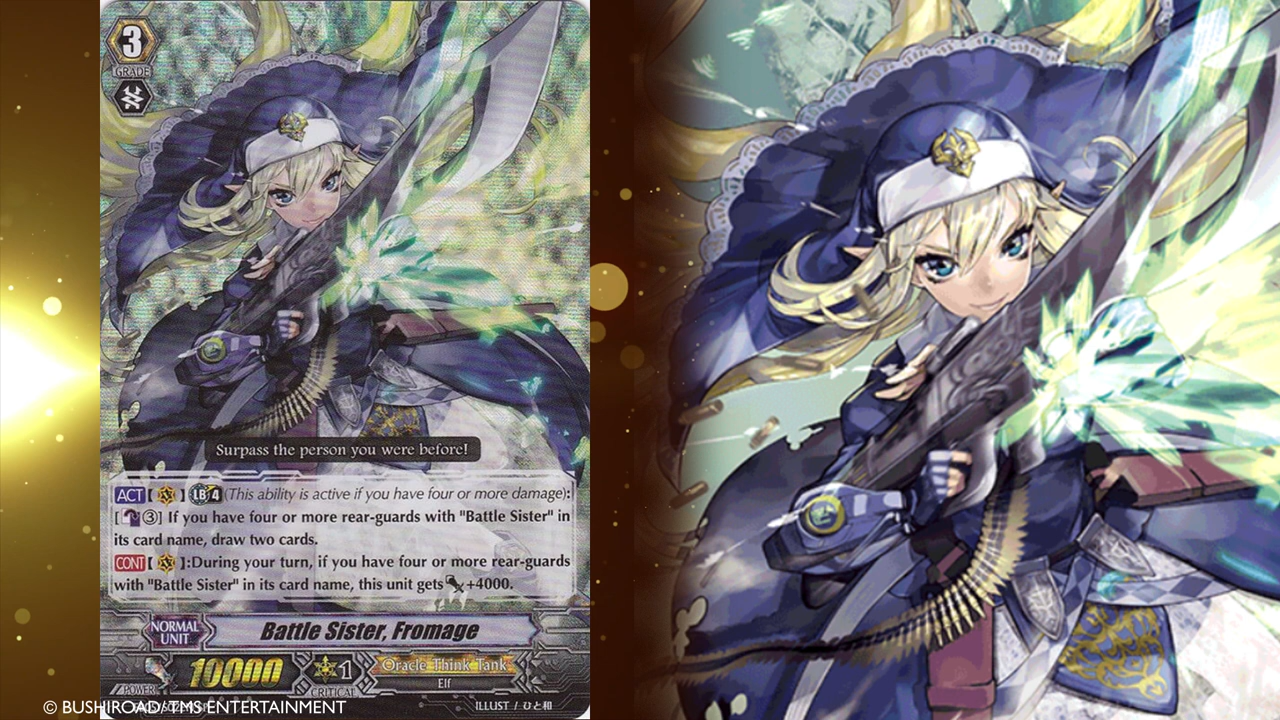 3
GRADE
Surpass the person you were before!
ACT【 】LB 4 (This ability is active if you have four or more damage):
[ ③] If you have four or more rear-guards with "Battle Sister" in
its card name, draw two cards.
CONT【 】:During your turn, if you have four or more rear-guards
with "Battle Sister" in its card name, this unit gets +4000.
NORMAL
UNIT
Battle Sister, Fromage
POWER
10000
1
CRITICAL
Oracle Think Tank
Elf
ILLUST / ひと和
© BUSHIROAD/TMS ENTERTAINMENT